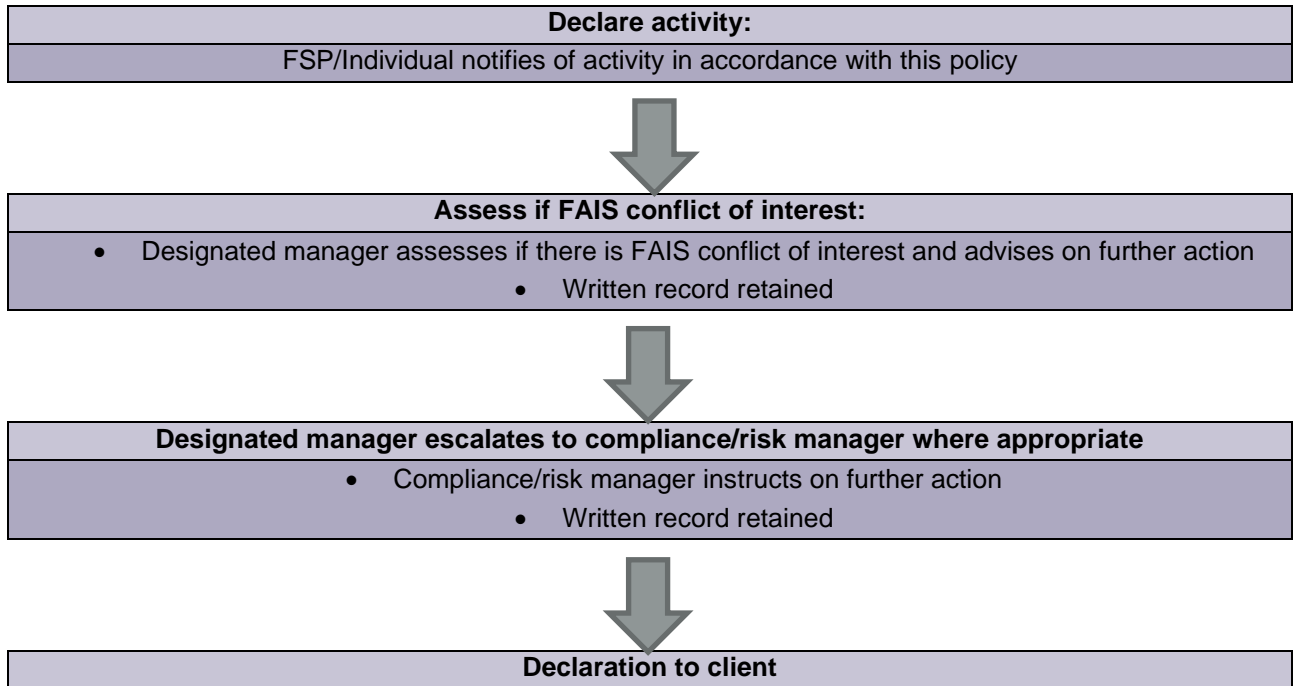 Declare activity:
FSP/Individual notifies of activity in accordance with this policy
Assess if FAIS conflict of interest:
• Designated manager assesses if there is FAIS conflict of interest and advises on further action
• Written record retained
Designated manager escalates to compliance/risk manager where appropriate
• Compliance/risk manager instructs on further action
• Written record retained
Declaration to client